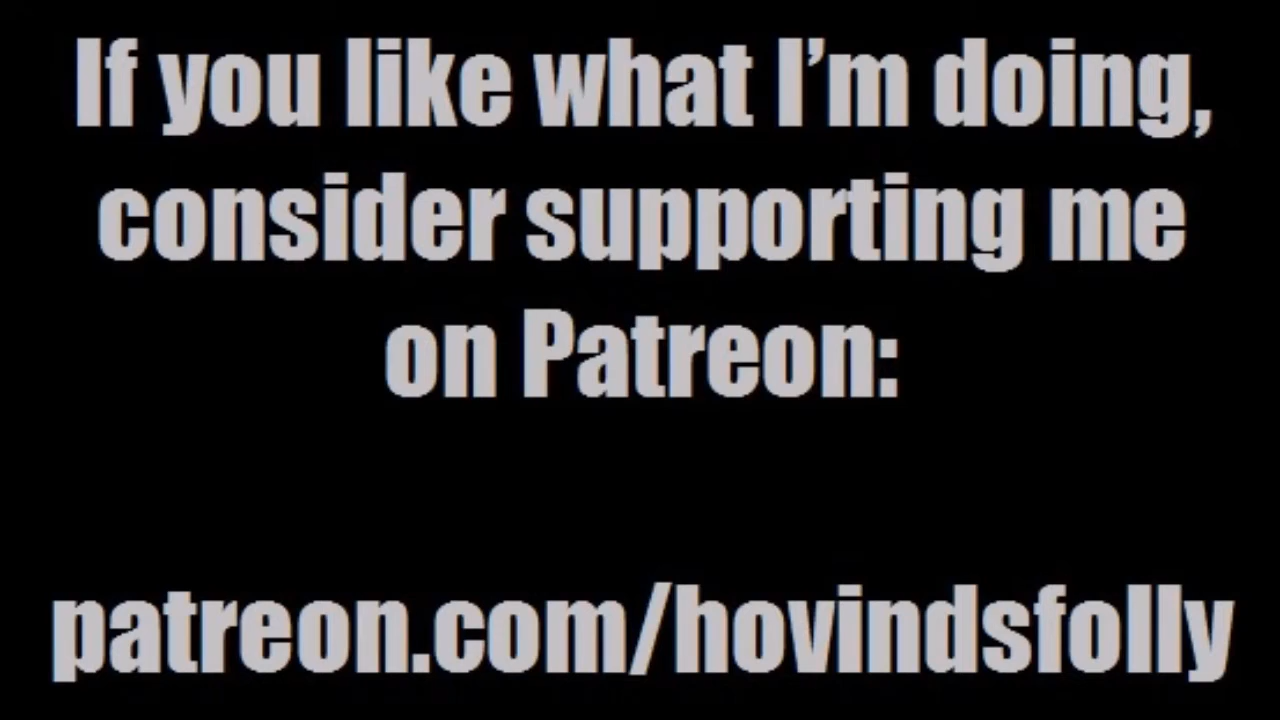 If you like what I’m doing,
consider supporting me
on Patreon:
patreon.com/hovindsfolly